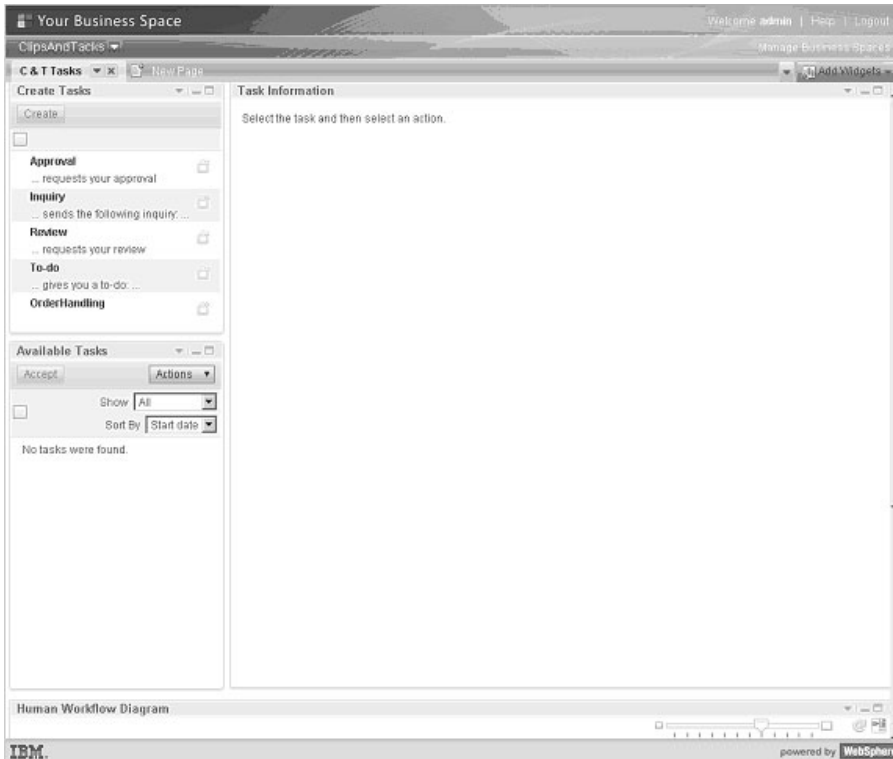 Your Business Space
Welcome admin | Help | Logout
ClipsAndTacks
Manage Business Spaces
C & T Tasks
New Page
Add Widgets
Create Tasks
Task Information
Create
Select the task and then select an action.
Approval
... requests your approval
Inquiry
... sends the following inquiry: ...
Review
... requests your review
To-do
... gives you a to-do: ...
OrderHandling
Available Tasks
Accept
Actions
Show All
Sort By Start date
No tasks were found.
Human Workflow Diagram
IBM.
powered by WebSphere